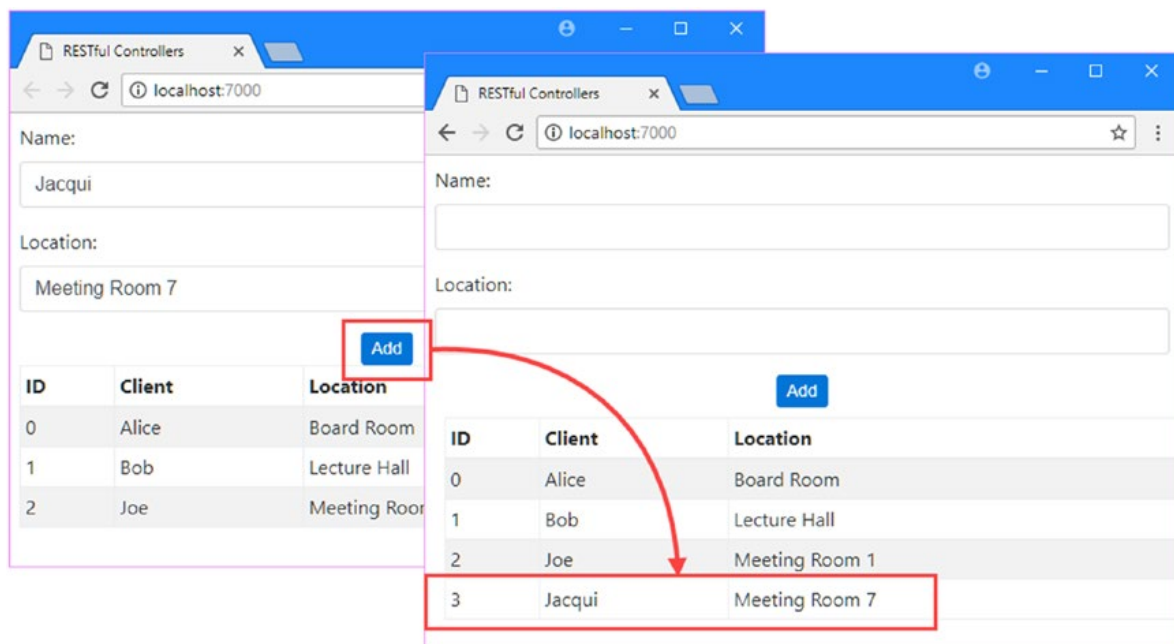 RESTful Controllers
localhost:7000
Name:
Jacqui
Location:
Meeting Room 7
Add
ID Client Location
0 Alice Board Room
1 Bob Lecture Hall
2 Joe Meeting
RESTful Controllers
localhost:7000
Name:
Location:
Add
ID Client Location
0 Alice Board Room
1 Bob Lecture Hall
2 Joe Meeting Room 1
3 Jacqui Meeting Room 7